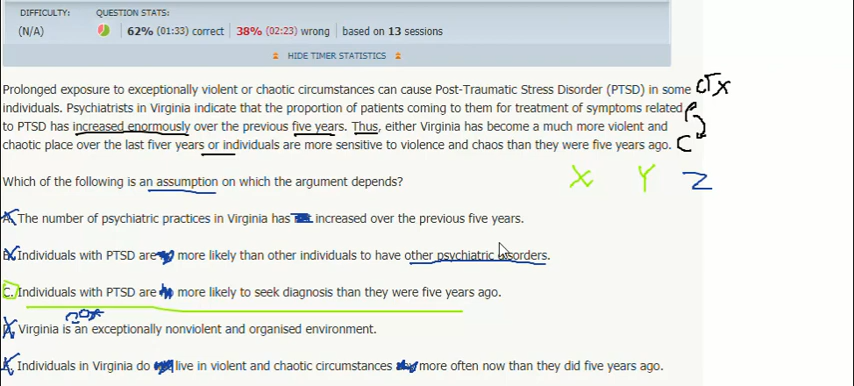 DIFFICULTY: QUESTION STATS:
(N/A) 62% (01:33) correct 38% (02:23) wrong based on 13 sessions
HIDE TIMER STATISTICS
Prolonged exposure to exceptionally violent or chaotic circumstances can cause Post-Traumatic Stress Disorder (PTSD) in some CTX
individuals. Psychiatrists in Virginia indicate that the proportion of patients coming to them for treatment of symptoms related
to PTSD has increased enormously over the previous five years. Thus, either Virginia has become a much more violent and
chaotic place over the last fiver years or individuals are more sensitive to violence and chaos than they were five years ago. C
X Y Z
Which of the following is an assumption on which the argument depends?
A. The number of psychiatric practices in Virginia has increased over the previous five years.
B. Individuals with PTSD are more likely than other individuals to have other psychiatric disorders.
C. Individuals with PTSD are more likely to seek diagnosis than they were five years ago.
D. Virginia is an exceptionally nonviolent and organised environment.
E. Individuals in Virginia do live in violent and chaotic circumstances more often now than they did five years ago.